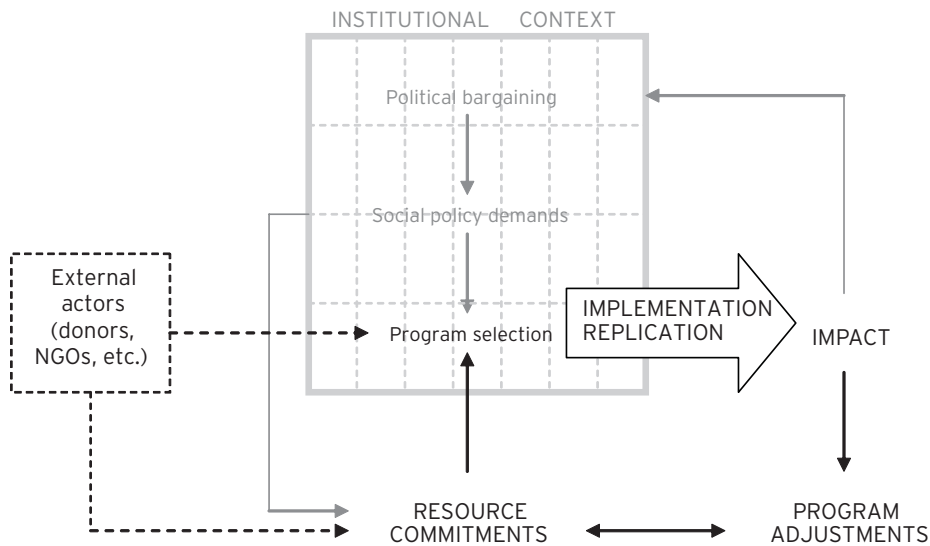 INSTITUTIONAL CONTEXT
Political bargaining
Social policy demands
External
actors
(donors,
NGOs, etc.)
Program selection
IMPLEMENTATION
REPLICATION
IMPACT
RESOURCE
COMMITMENTS
PROGRAM
ADJUSTMENTS